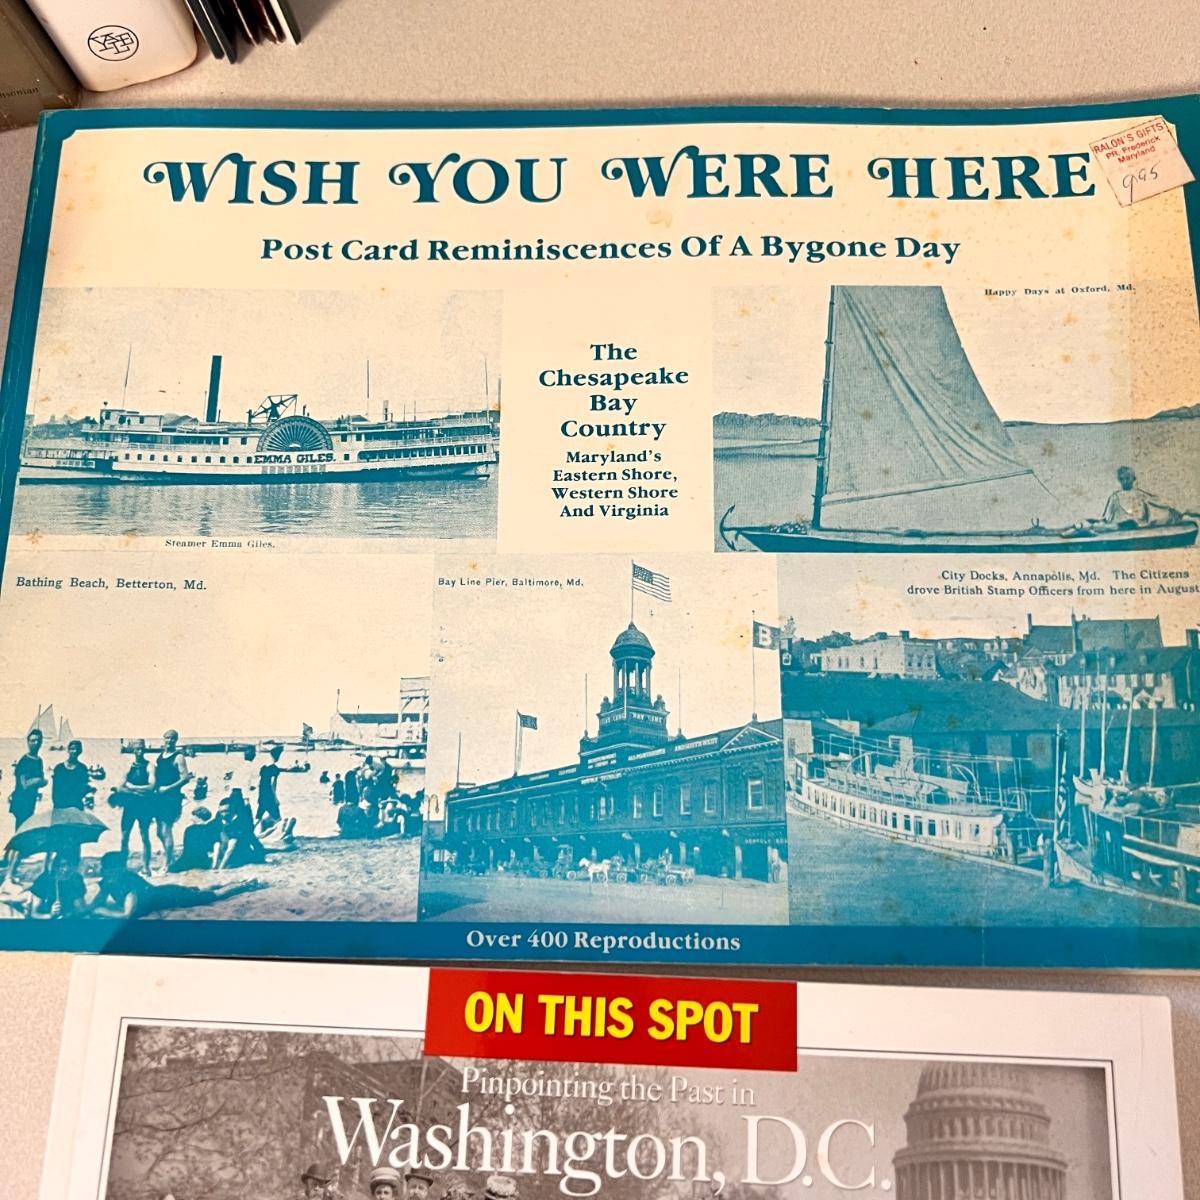 YALE
WISH YOU WERE HERE
RALON'S GIFTS
PR. Frederick
Maryland
9.95
Post Card Reminiscences Of A Bygone Day
Happy Days at Oxford, Md.
The
Chesapeake
Bay
Country
Maryland's
Eastern Shore,
Western Shore
And Virginia
EMMA GILES.
Steamer Emma Giles.
Bathing Beach, Betterton, Md.
Bay Line Pier, Baltimore, Md.
B
City Docks, Annapolis, Md. The Citizens
drove British Stamp Officers from here in August
Over 400 Reproductions
ON THIS SPOT
Pinpointing the Past in
Washington, D.C.